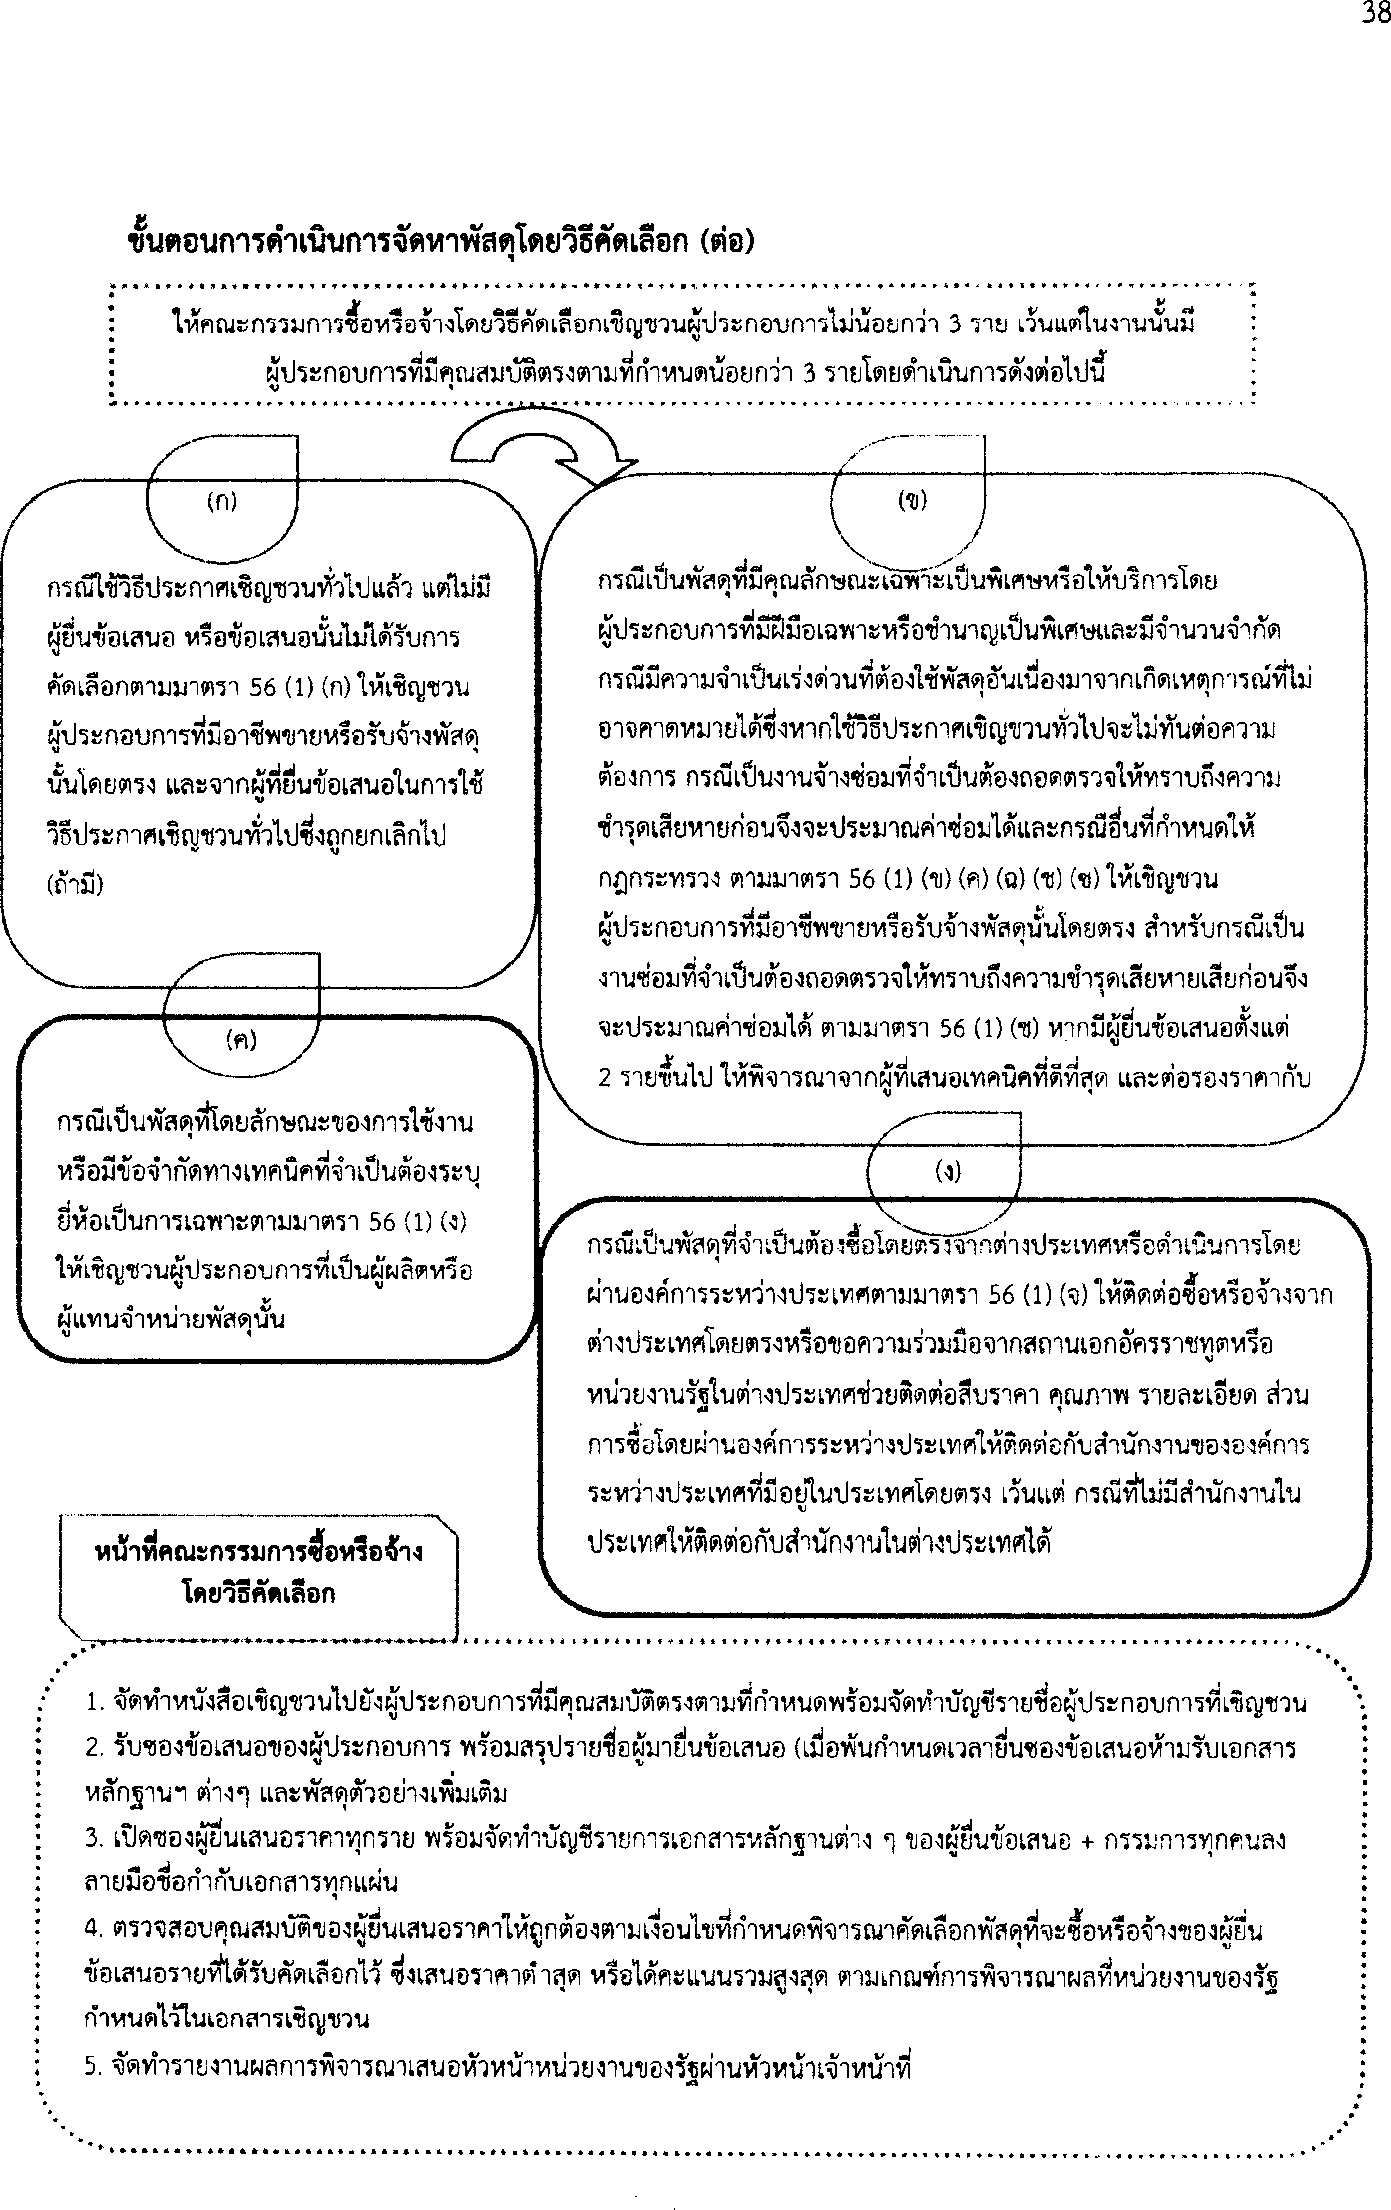 38
ขั้นตอนการดำเนินการจัดหาพัสดุโดยวิธีคัดเลือก (ต่อ)
ให้คณะกรรมการซื้อหรือจ้างโดยวิธีคัดเลือกเชิญชวนผู้ประกอบการไม่น้อยกว่า 3 ราย เว้นแต่ในงานนั้นมี
ผู้ประกอบการที่มีคุณสมบัติตรงตามที่กำหนดน้อยกว่า 3 รายโดยดำเนินการดังต่อไปนี้
(ก)
กรณีใช้วิธีประกาศเชิญชวนทั่วไปแล้ว แต่ไม่มี
ผู้ยื่นข้อเสนอ หรือข้อเสนอนั้นไม่ได้รับการ
คัดเลือกตามมาตรา 56 (1) (ก) ให้เชิญชวน
ผู้ประกอบการที่มีอาชีพขายหรือรับจ้างพัสดุ
นั้นโดยตรง และจากผู้ที่ยื่นข้อเสนอในการใช้
วิธีประกาศเชิญชวนทั่วไปซึ่งถูกยกเลิกไป
(ถ้ามี)
(ข)
กรณีเป็นพัสดุที่มีคุณลักษณะเฉพาะเป็นพิเศษหรือให้บริการโดย
ผู้ประกอบการที่มีฝีมือเฉพาะหรือชำนาญเป็นพิเศษและมีจำนวนจำกัด
กรณีมีความจำเป็นเร่งด่วนที่ต้องใช้พัสดุอันเนื่องมาจากเกิดเหตุการณ์ที่ไม่
อาจคาดหมายได้ซึ่งหากใช้วิธีประกาศเชิญชวนทั่วไปจะไม่ทันต่อความ
ต้องการ กรณีเป็นงานจ้างซ่อมที่จำเป็นต้องถอดตรวจให้ทราบถึงความ
ชำรุดเสียหายก่อนจึงจะประมาณค่าซ่อมได้และกรณีอื่นที่กำหนดให้
กฎกระทรวง ตามมาตรา 56 (1) (ข) (ค) (ฉ) (ช) (ซ) ให้เชิญชวน
ผู้ประกอบการที่มีอาชีพขายหรือรับจ้างพัสดุนั้นโดยตรง สำหรับกรณีเป็น
งานซ่อมที่จำเป็นต้องถอดตรวจให้ทราบถึงความชำรุดเสียหายเสียก่อนจึง
จะประมาณค่าซ่อมได้ ตามมาตรา 56 (1) (ช) หากมีผู้ยื่นข้อเสนอตั้งแต่
2 รายขึ้นไป ให้พิจารณาจากผู้ที่เสนอเทคนิคที่ดีที่สุด และต่อรองราคากับ
(ค)
กรณีเป็นพัสดุที่โดยลักษณะของการใช้งาน
หรือมีข้อจำกัดทางเทคนิคที่จำเป็นต้องระบุ
ยี่ห้อเป็นการเฉพาะตามมาตรา 56 (1) (ง)
ให้เชิญชวนผู้ประกอบการที่เป็นผู้ผลิตหรือ
ผู้แทนจำหน่ายพัสดุนั้น
(ง)
กรณีเป็นพัสดุที่จำเป็นต้องซื้อโดยตรงจากต่างประเทศหรือดำเนินการโดย
ผ่านองค์การระหว่างประเทศตามมาตรา 56 (1) (จ) ให้ติดต่อซื้อหรือจ้างจาก
ต่างประเทศโดยตรงหรือขอความร่วมมือจากสถานเอกอัครราชทูตหรือ
หน่วยงานรัฐในต่างประเทศช่วยติดต่อสืบราคา คุณภาพ รายละเอียด ส่วน
การซื้อโดยผ่านองค์การระหว่างประเทศให้ติดต่อกับสำนักงานขององค์การ
ระหว่างประเทศที่มีอยู่ในประเทศโดยตรง เว้นแต่ กรณีที่ไม่มีสำนักงานใน
ประเทศให้ติดต่อกับสำนักงานในต่างประเทศได้
หน้าที่คณะกรรมการซื้อหรือจ้าง
โดยวิธีคัดเลือก
1. จัดทำหนังสือเชิญชวนไปยังผู้ประกอบการที่มีคุณสมบัติตรงตามที่กำหนดพร้อมจัดทำบัญชีรายชื่อผู้ประกอบการที่เชิญชวน
2. รับซองข้อเสนอของผู้ประกอบการ พร้อมสรุปรายชื่อผู้มายื่นข้อเสนอ (เมื่อพ้นกำหนดเวลายื่นซองข้อเสนอห้ามรับเอกสาร
หลักฐานฯ ต่างๆ และพัสดุตัวอย่างเพิ่มเติม
3. เปิดซองผู้ยื่นเสนอราคาทุกราย พร้อมจัดทำบัญชีรายการเอกสารหลักฐานต่าง ๆ ของผู้ยื่นข้อเสนอ + กรรมการทุกคนลง
ลายมือชื่อกำกับเอกสารทุกแผ่น
4. ตรวจสอบคุณสมบัติของผู้ยื่นเสนอราคาให้ถูกต้องตามเงื่อนไขที่กำหนดพิจารณาคัดเลือกพัสดุที่จะซื้อหรือจ้างของผู้ยื่น
ข้อเสนอรายที่ได้รับคัดเลือกไว้ ซึ่งเสนอราคาต่ำสุด หรือได้คะแนนรวมสูงสุด ตามเกณฑ์การพิจารณาผลที่หน่วยงานของรัฐ
กำหนดไว้ในเอกสารเชิญชวน
5. จัดทำรายงานผลการพิจารณาเสนอหัวหน้าหน่วยงานของรัฐผ่านหัวหน้าเจ้าหน้าที่